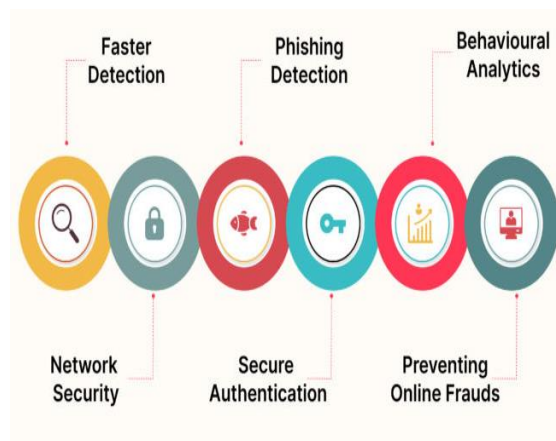 Faster
Detection
Phishing
Detection
Behavioural
Analytics
Network
Security
Secure
Authentication
Preventing
Online Frauds